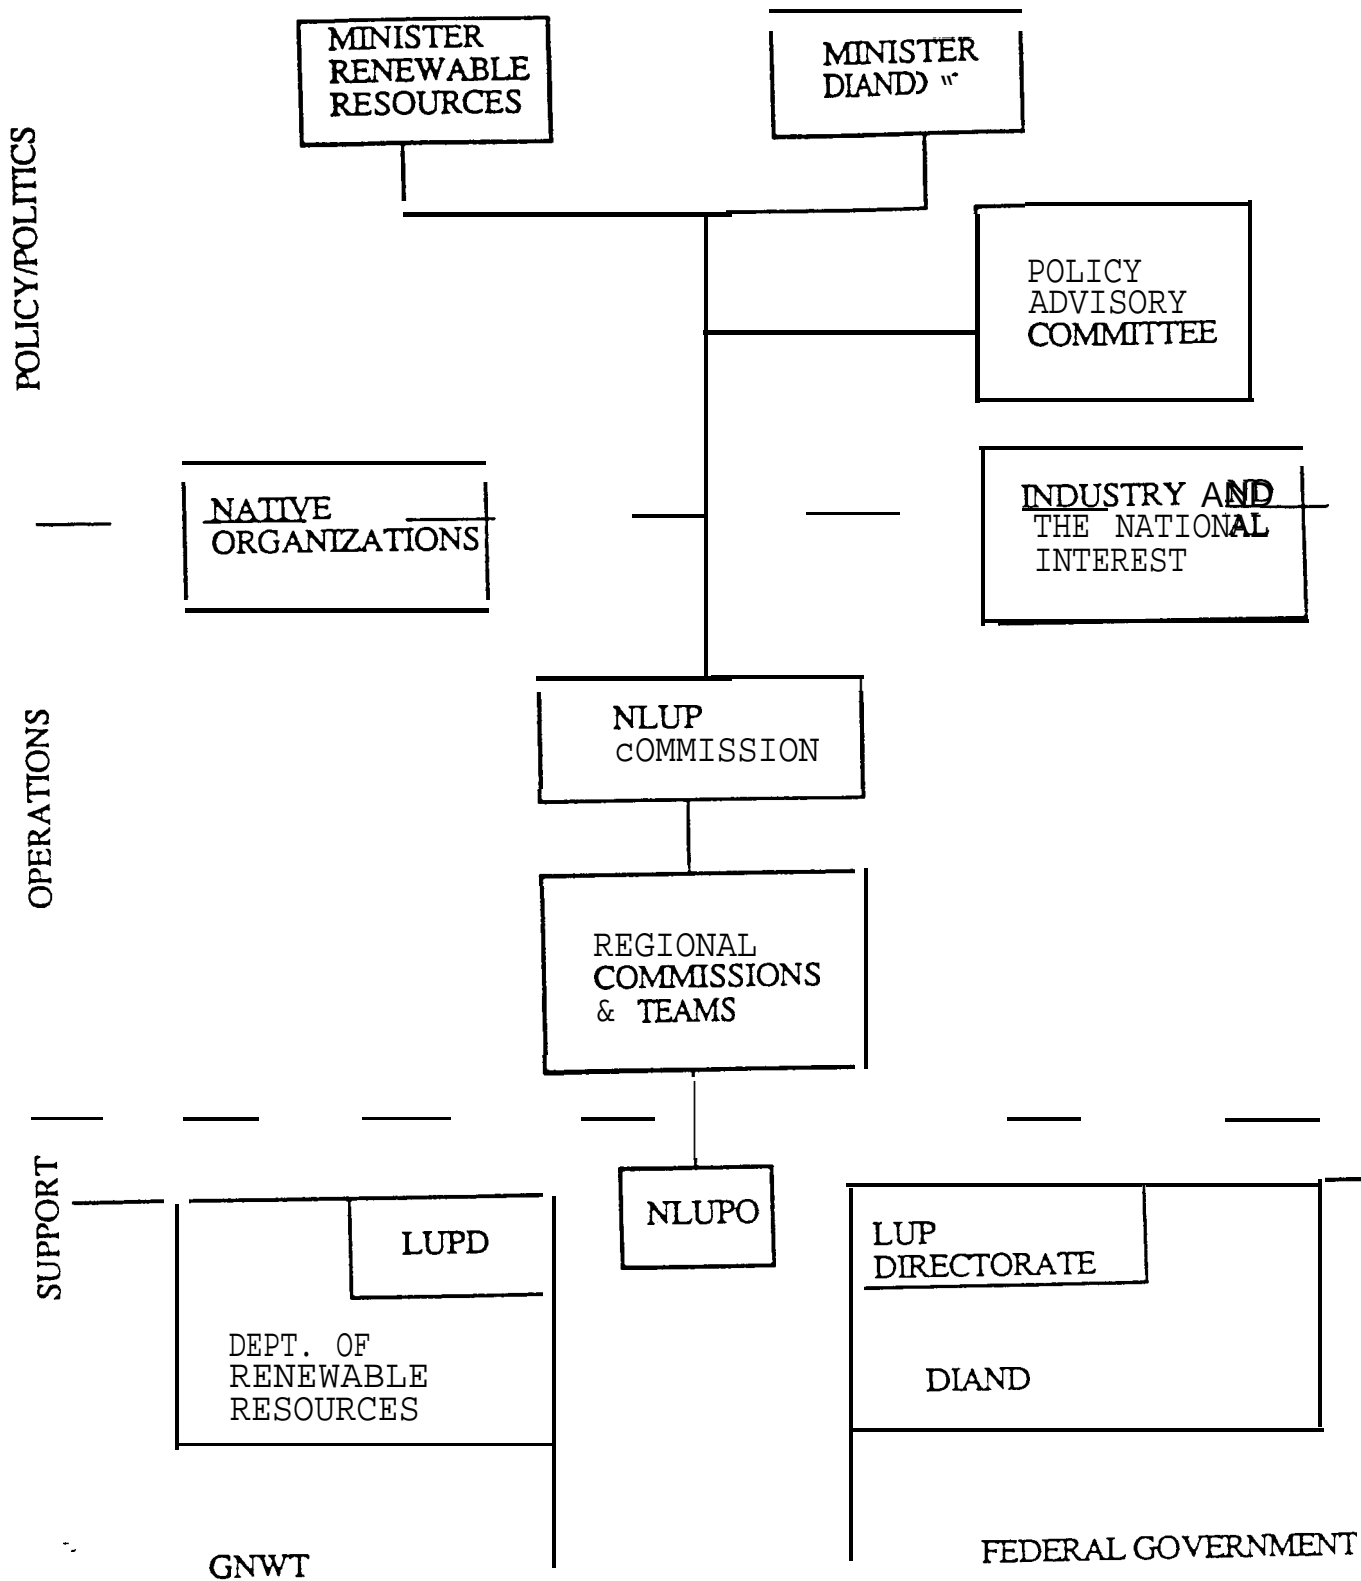 MINISTER
RENEWABLE
RESOURCES
MINISTER
DIAND
POLICY/POLITICS
POLICY
ADVISORY
COMMITTEE
NATIVE
ORGANIZATIONS
INDUSTRY AND
THE NATIONAL
INTEREST
OPERATIONS
NLUP
cOMMISSION
REGIONAL
COMMISSIONS
& TEAMS
SUPPORT
LUPD
DEPT. OF
RENEWABLE
RESOURCES
NLUPO
LUP
DIRECTORATE
DIAND
GNWT
FEDERAL GOVERNMENT